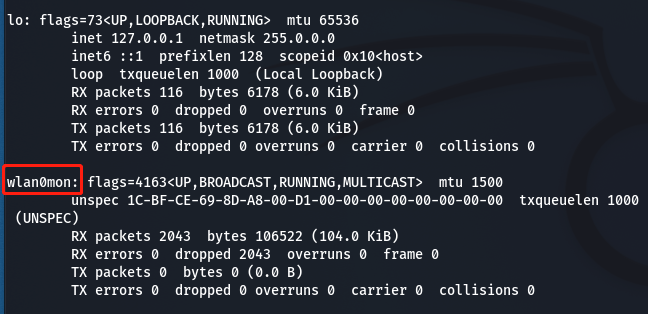 lo: flags=73<UP,LOOPBACK,RUNNING>  mtu 65536
inet 127.0.0.1  netmask 255.0.0.0
inet6 ::1  prefixlen 128  scopeid 0x10<host>
loop  txqueuelen 1000  (Local Loopback)
RX packets 116  bytes 6178 (6.0 KiB)
RX errors 0  dropped 0  overruns 0  frame 0
TX packets 116  bytes 6178 (6.0 KiB)
TX errors 0  dropped 0 overruns 0  carrier 0  collisions 0
wlan0mon: flags=4163<UP,BROADCAST,RUNNING,MULTICAST>  mtu 1500
unspec 1C-BF-CE-69-8D-A8-00-D1-00-00-00-00-00-00-00-00  txqueuelen 1000
(UNSPEC)
RX packets 2043  bytes 106522 (104.0 KiB)
RX errors 0  dropped 2043  overruns 0  frame 0
TX packets 0  bytes 0 (0.0 B)
TX errors 0  dropped 0 overruns 0  carrier 0  collisions 0